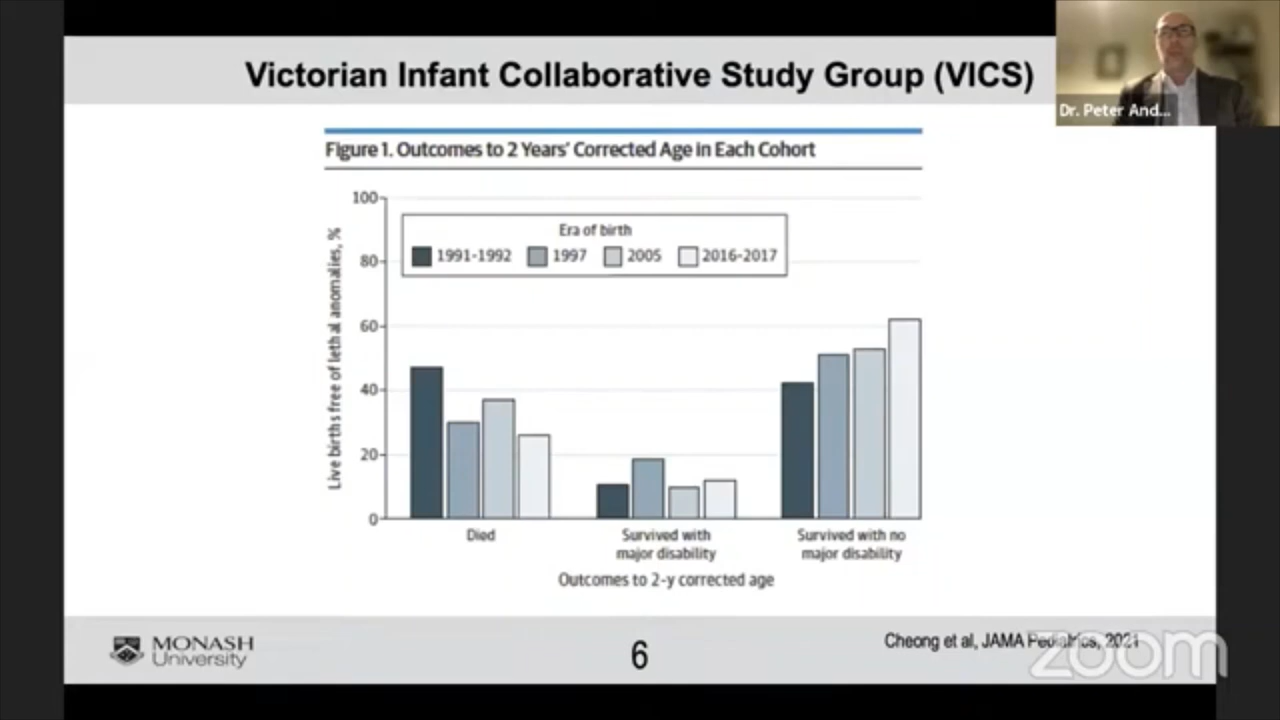 Victorian Infant Collaborative Study Group (VICS)
Dr. Peter And...
Figure 1. Outcomes to 2 Years' Corrected Age in Each Cohort
Live births free of lethal anomalies, %
100
80
60
40
20
0
Era of birth
1991-1992 1997 2005 2016-2017
Died
Survived with
major disability
Survived with no
major disability
Outcomes to 2-y corrected age
MONASH
University
6
Cheong et al, JAMA Pediatrics, 2021
zoom